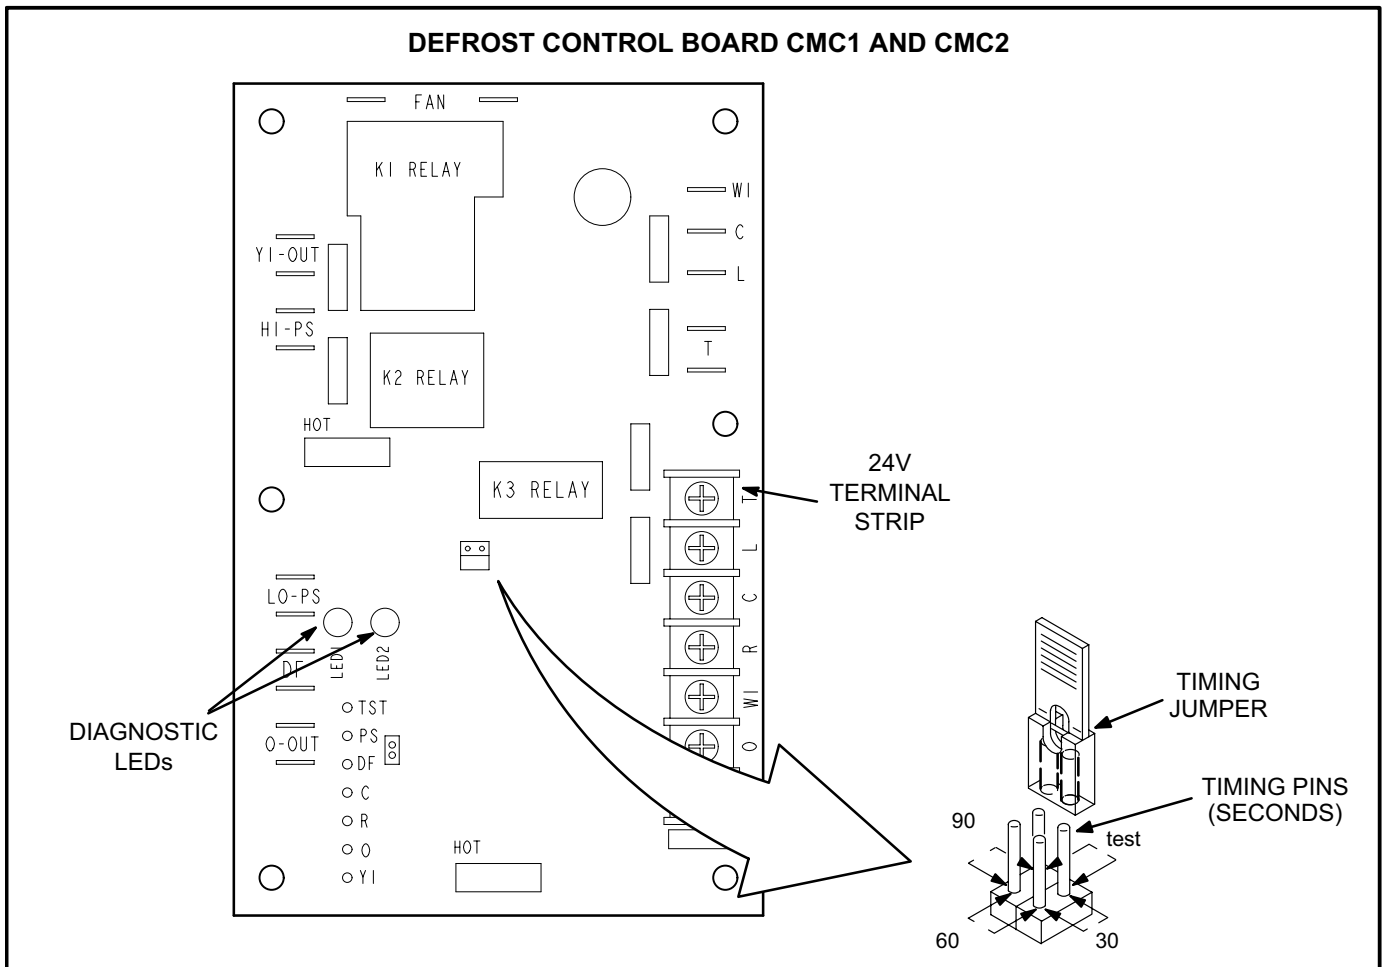 DEFROST CONTROL BOARD CMC1 AND CMC2
FAN
K1 RELAY
W1
C
L
Y1-OUT
HI-PS
T
K2 RELAY
HOT
K3 RELAY
24V
TERMINAL
STRIP
T
L
C
R
W1
O
LO-PS
LED1
LED2
DF
O-OUT
DIAGNOSTIC
LEDs
TST
PS
DF
C
R
O
Y1
HOT
TIMING
JUMPER
TIMING PINS
(SECONDS)
90
test
60
30